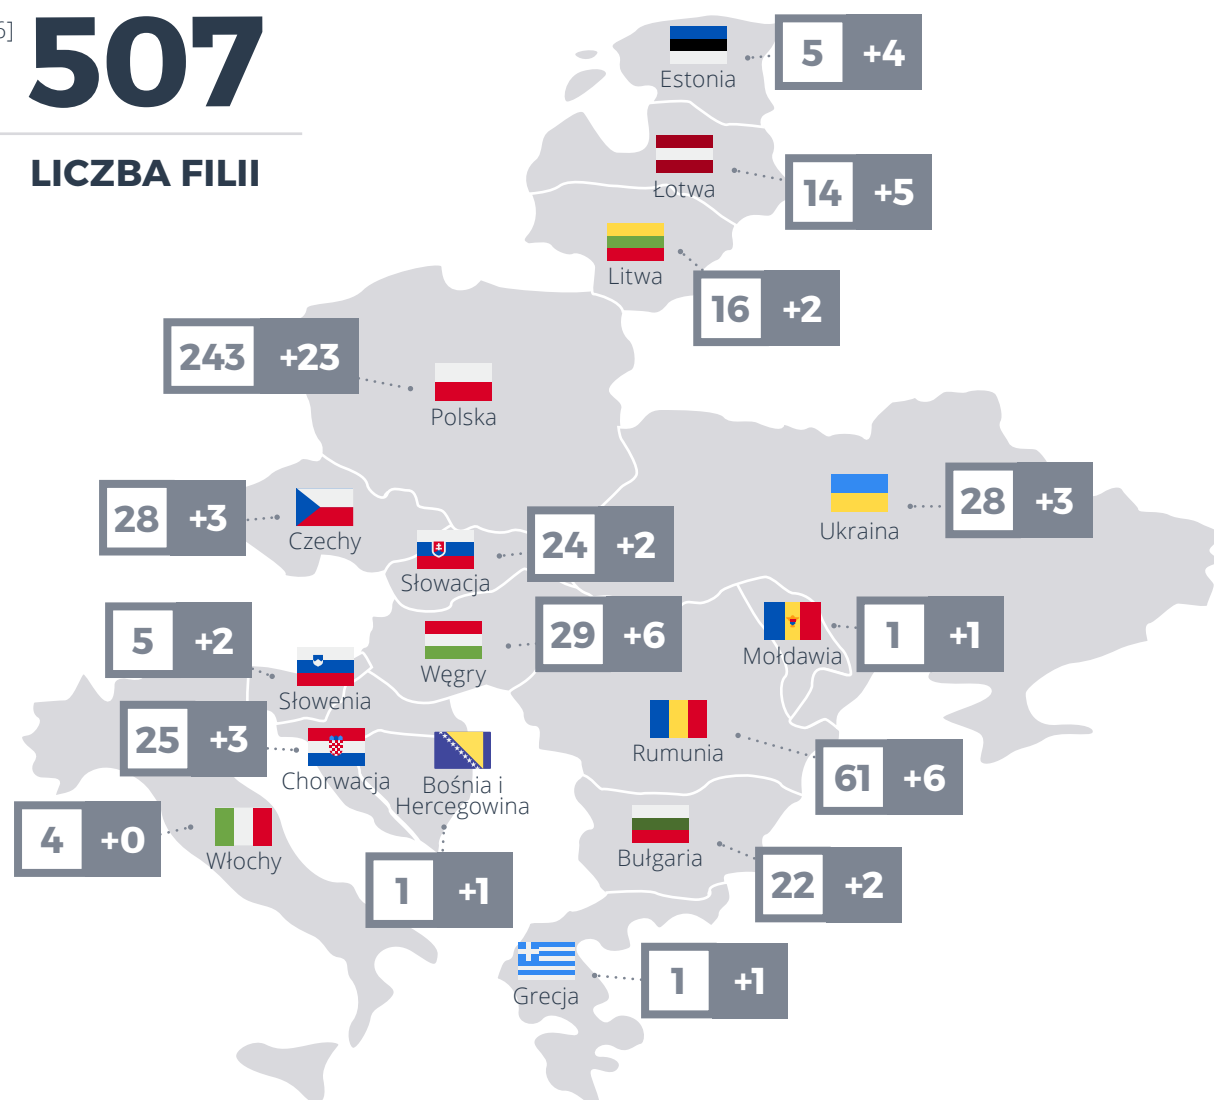 6]
507
LICZBA FILII
Estonia
5 +4
Łotwa
14 +5
Litwa
16 +2
243 +23
Polska
28 +3
Czechy
Ukraina
28 +3
Słowacja
24 +2
5 +2
Słowenia
Węgry
29 +6
Mołdawia
1 +1
25 +3
Chorwacja
Bośnia i
Hercegowina
1 +1
Rumunia
61 +6
4 +0
Włochy
Bułgaria
22 +2
Grecja
1 +1